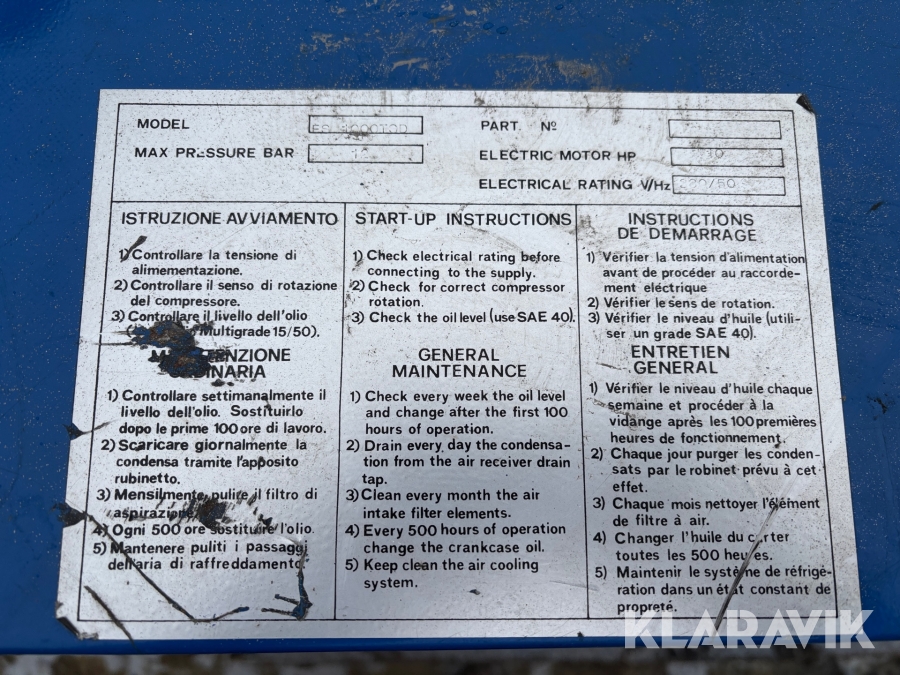 MODEL
MAX PRESSURE BAR
PART. Nº
ELECTRIC MOTOR HP 10
ELECTRICAL RATING V/Hz /50
ISTRUZIONE AVVIAMENTO
1) Controllare la tensione di
alimementazione.
2) Controllare il senso di rotazione
del compressore.
3) Controllare il livello dell'olio
Multigrade 15/50).
1) Controllare settimanalmente il
livello dell'olio. Sostituirlo
dopo le prime 100 ore di lavoro.
2) Scaricare giornalmente la
condensa tramite l'apposito
rubinetto.
3) Mensilmente pulire il filtro di
aspirazione.
4) Ogni 500 ore sostituire l'olio.
5) Mantenere puliti i passaggi
dell'aria di raffreddamento.
START-UP INSTRUCTIONS
1) Check electrical rating before
connecting to the supply.
2) Check for correct compressor
rotation.
3) Check the oil level (use SAE 40).
GENERAL
MAINTENANCE
1) Check every week the oil level
and change after the first 100
hours of operation.
2) Drain every day the condensa-
tion from the air receiver drain
tap.
3) Clean every month the air
intake filter elements.
4) Every 500 hours of operation
change the crankcase oil.
5) Keep clean the air cooling
system.
INSTRUCTIONS
DE DEMARRAGE
1) Vérifier la tension d'alimentation
avant de procéder au raccorde-
ment eléctrique
2) Vérifier le sens de rotation.
3) Vérifier le niveau d'huile (utili-
ser un grade SAE 40).
ENTRETIEN
GENERAL
1) Vérifier le niveau d'huile chaque
semaine et procéder à la
vidange après les 100 premières
heures de fonctionnement.
2) Chaque jour purger les conden-
sats par le robinet prévu à cet
effet.
3) Chaque mois nettoyer l'élément
de filtre à air.
4) Changer l'huile du carter
toutes les 500 heures.
5) Maintenir le système de réfrigé-
ration dans un état constant de
propreté.
KLARAVIK